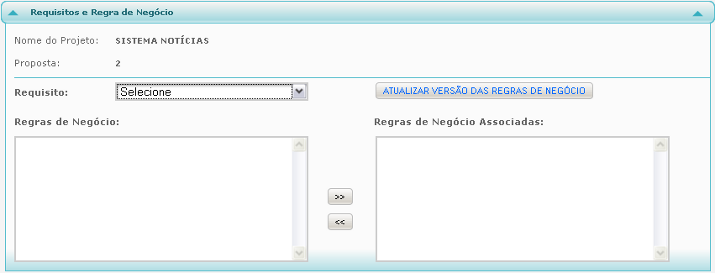 Requisitos e Regra de Negócio
Nome do Projeto: SISTEMA NOTÍCIAS
Proposta: 2
Requisito: Selecione ATUALIZAR VERSÃO DAS REGRAS DE NEGÓCIO
Regras de Negócio: Regras de Negócio Associadas:
>>
<<